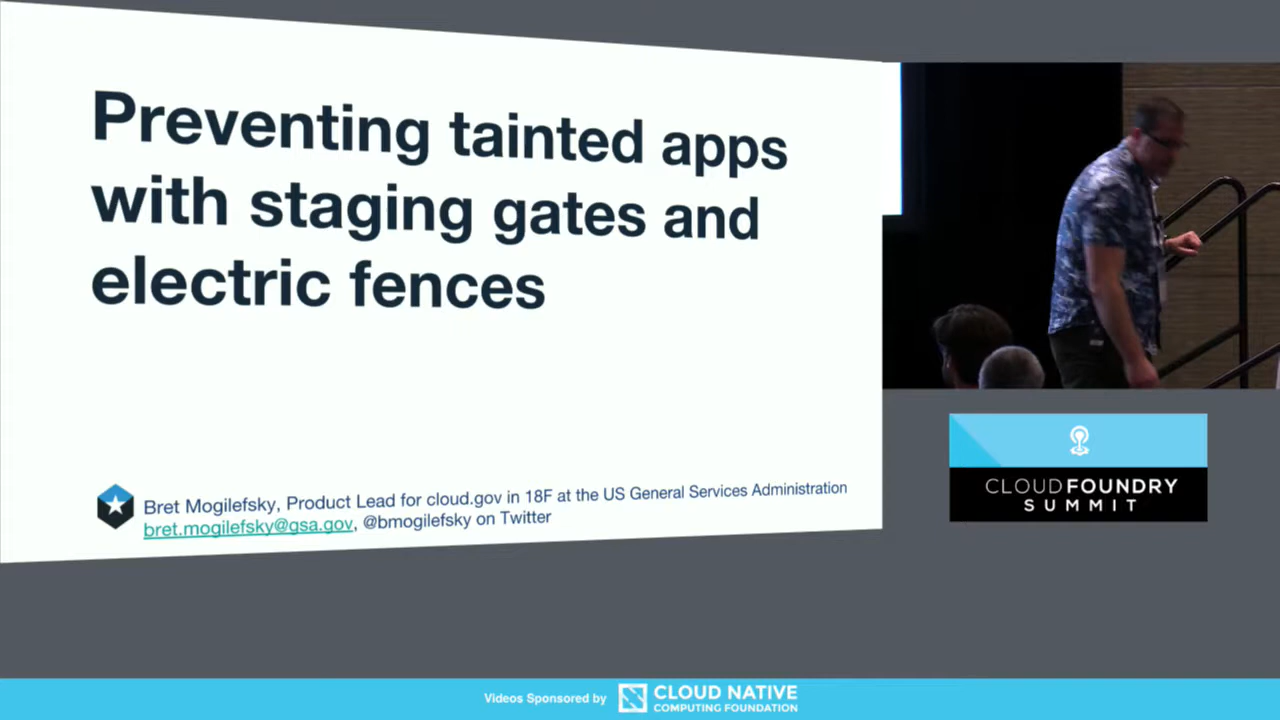 Preventing tainted apps
with staging gates and
electric fences
Bret Mogilefsky, Product Lead for cloud.gov in 18F at the US General Services Administration
bret.mogilefsky@gsa.gov, @bmogilefsky on Twitter
CLOUDFOUNDRY
SUMMIT
Videos Sponsored by
CLOUD NATIVE
COMPUTING FOUNDATION